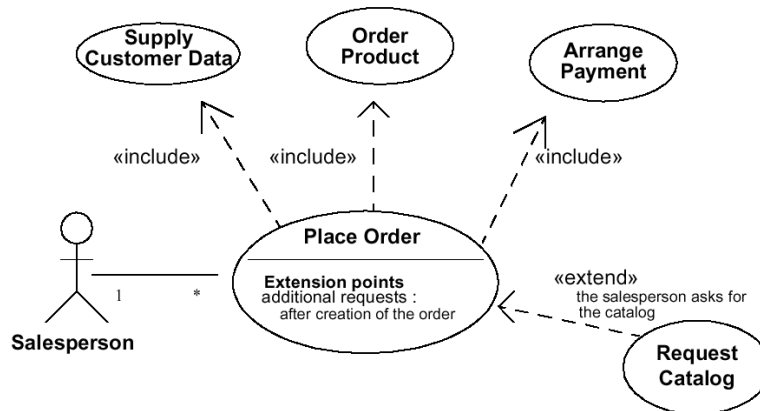 Supply
Customer Data
Order
Product
Arrange
Payment
«include»
«include»
«include»
Place Order
Extension points
additional requests :
after creation of the order
1
*
Salesperson
«extend»
the salesperson asks for
the catalog
Request
Catalog